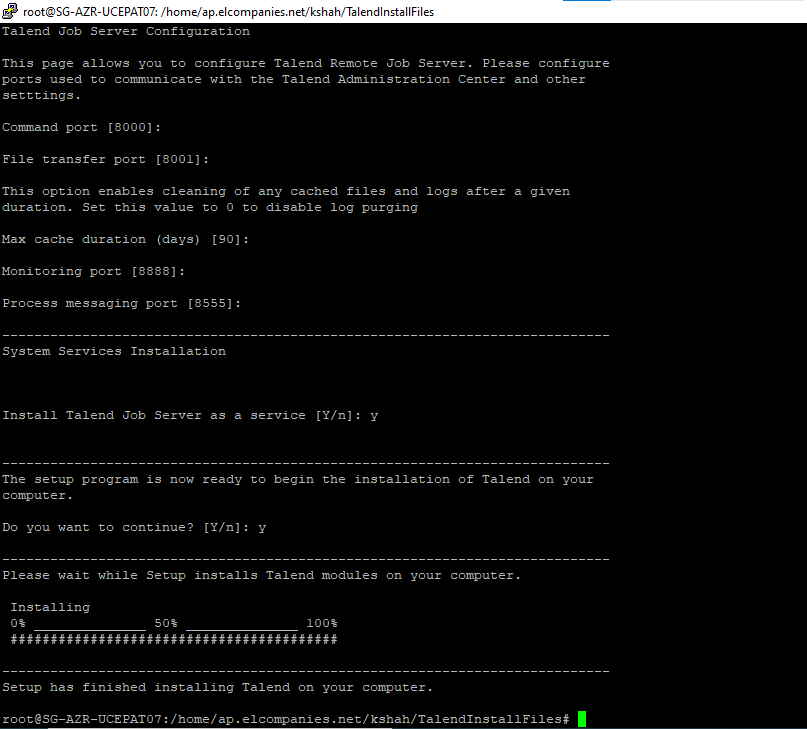 root@SG-AZR-UCEPAT07: /home/ap.elcompanies.net/kshah/TalendInstallFiles
Talend Job Server Configuration
This page allows you to configure Talend Remote Job Server. Please configure
ports used to communicate with the Talend Administration Center and other
setttings.
Command port [8000]:
File transfer port [8001]:
This option enables cleaning of any cached files and logs after a given
duration. Set this value to 0 to disable log purging
Max cache duration (days) [90]:
Monitoring port [8888]:
Process messaging port [8555]:
----------------------------------------------------------------------------
System Services Installation
Install Talend Job Server as a service [Y/n]: y
----------------------------------------------------------------------------
The setup program is now ready to begin the installation of Talend on your
computer.
Do you want to continue? [Y/n]: y
----------------------------------------------------------------------------
Please wait while Setup installs Talend modules on your computer.
Installing
0% ______________ 50% ______________ 100%
#########################################
----------------------------------------------------------------------------
Setup has finished installing Talend on your computer.
root@SG-AZR-UCEPAT07:/home/ap.elcompanies.net/kshah/TalendInstallFiles#